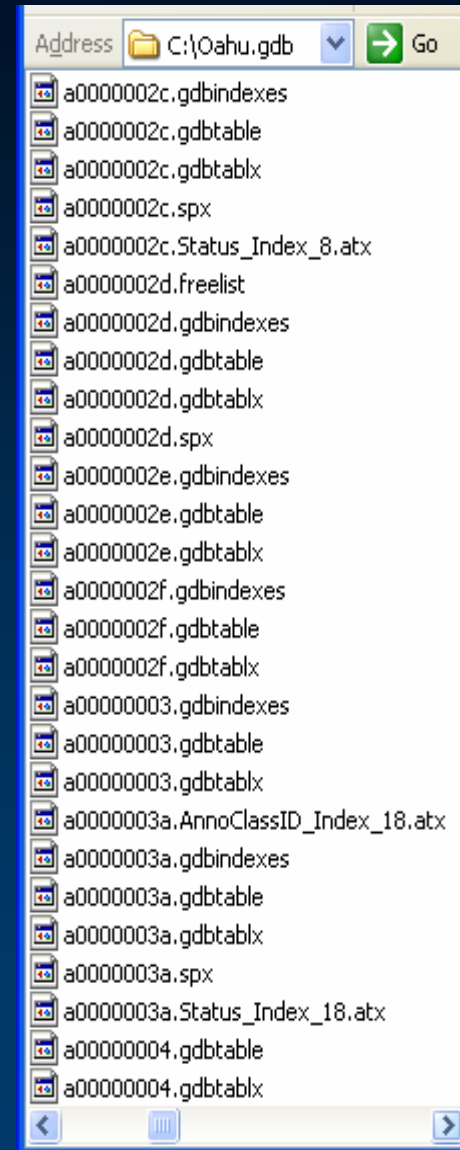 Address C:\Oahu.gdb Go
a0000002c.gdbindexes
a0000002c.gdbtable
a0000002c.gdbtablx
a0000002c.spx
a0000002c.Status_Index_8.atx
a0000002d.freelist
a0000002d.gdbindexes
a0000002d.gdbtable
a0000002d.gdbtablx
a0000002d.spx
a0000002e.gdbindexes
a0000002e.gdbtable
a0000002e.gdbtablx
a0000002f.gdbindexes
a0000002f.gdbtable
a0000002f.gdbtablx
a00000003.gdbindexes
a00000003.gdbtable
a00000003.gdbtablx
a0000003a.AnnoClassID_Index_18.atx
a0000003a.gdbindexes
a0000003a.gdbtable
a0000003a.gdbtablx
a0000003a.spx
a0000003a.Status_Index_18.atx
a00000004.gdbtable
a00000004.gdbtablx